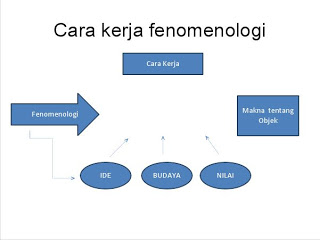 Cara kerja fenomenologi
Cara Kerja
Fenomenologi
Makna tentang
Objek
IDE
BUDAYA
NILAI